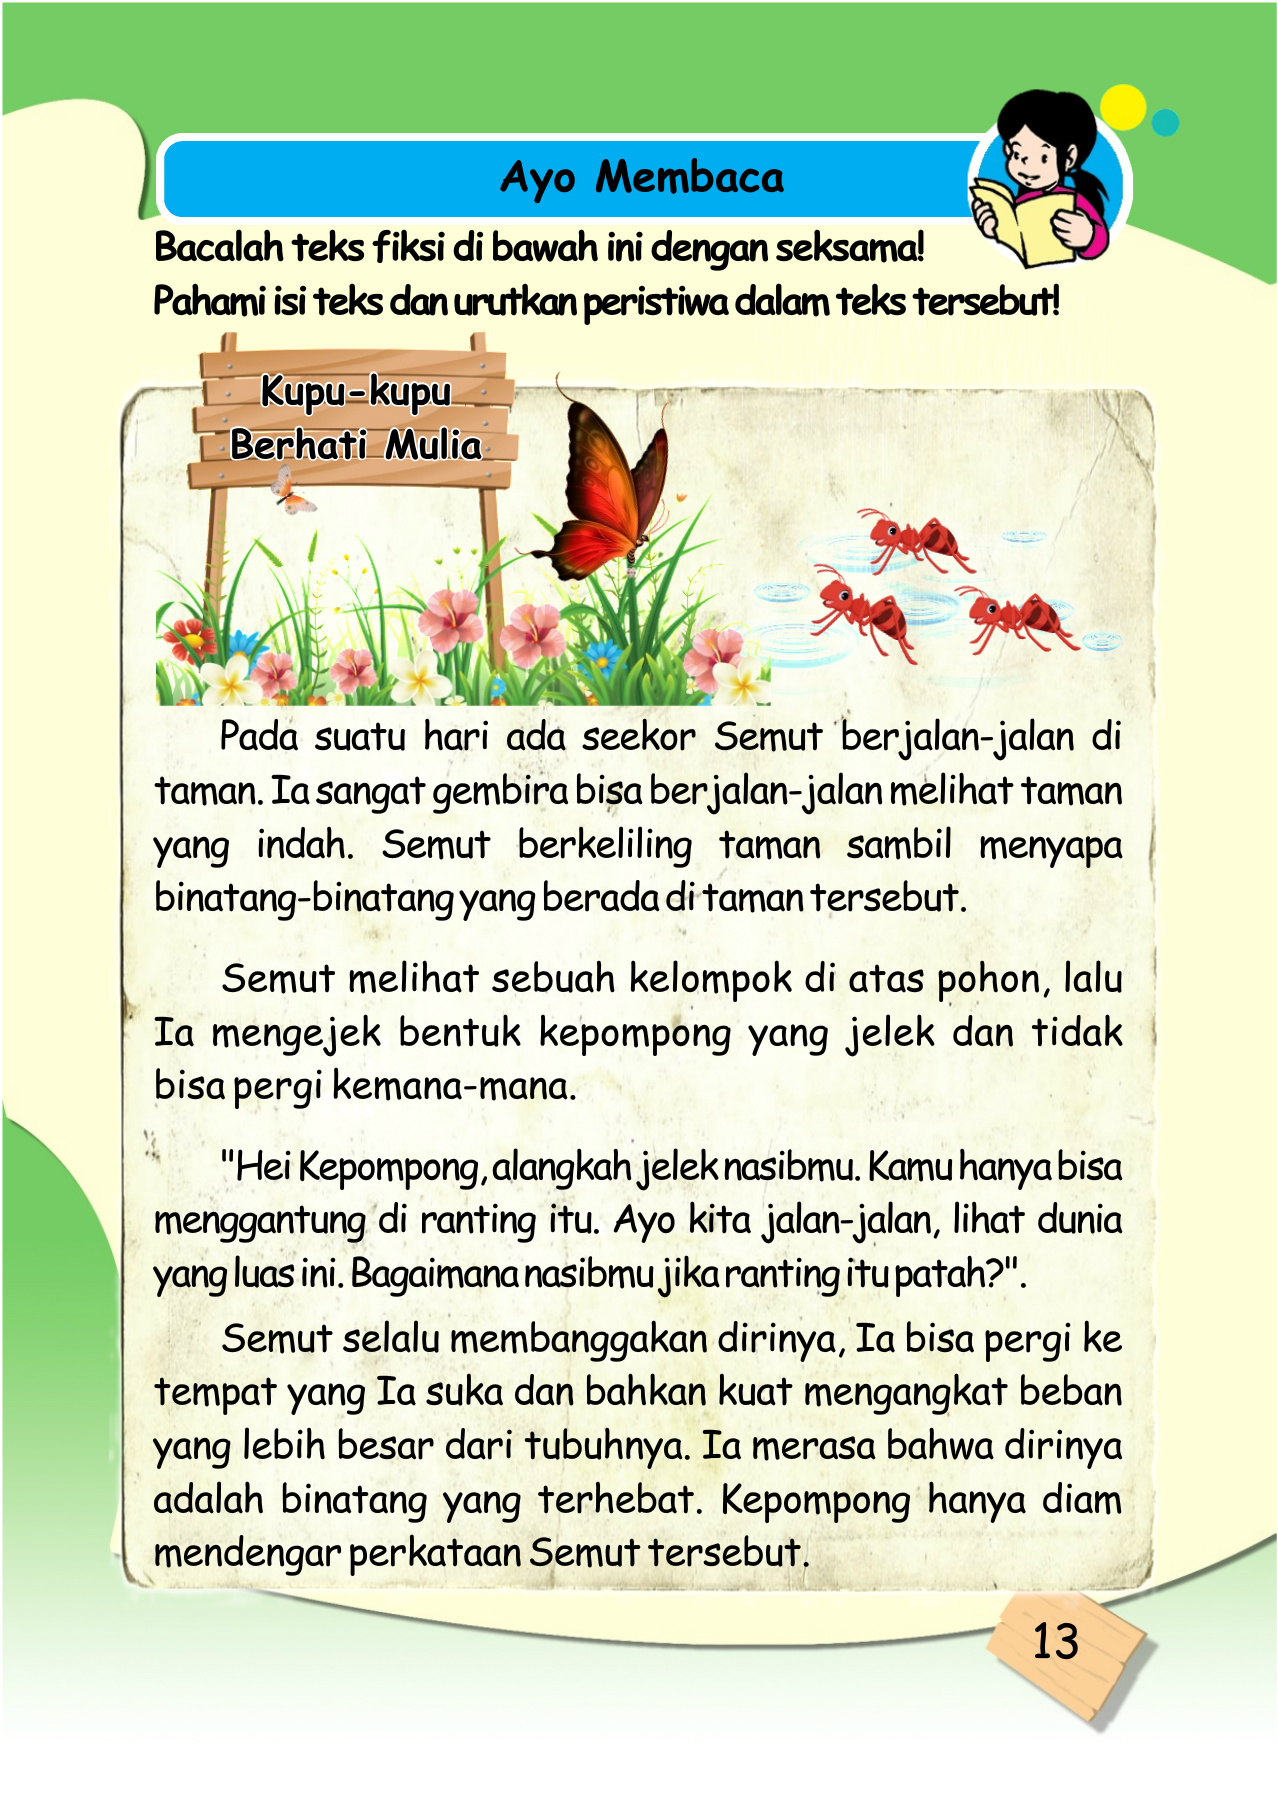 Ayo Membaca
Bacalah teks fiksi di bawah ini dengan seksama!
Pahami isi teks dan urutkan peristiwa dalam teks tersebut!
Kupu-kupu
Berhati Mulia
Pada suatu hari ada seekor Semut berjalan-jalan di
taman. Ia sangat gembira bisa berjalan-jalan melihat taman
yang indah. Semut berkeliling taman sambil menyapa
binatang-binatang yang berada di taman tersebut.
Semut melihat sebuah kelompok di atas pohon, lalu
Ia mengejek bentuk kepompong yang jelek dan tidak
bisa pergi kemana-mana.
"Hei Kepompong, alangkah jelek nasibmu. Kamu hanya bisa
menggantung di ranting itu. Ayo kita jalan-jalan, lihat dunia
yang luas ini. Bagaimana nasibmu jika ranting itu patah?".
Semut selalu membanggakan dirinya, Ia bisa pergi ke
tempat yang Ia suka dan bahkan kuat mengangkat beban
yang lebih besar dari tubuhnya. Ia merasa bahwa dirinya
adalah binatang yang terhebat. Kepompong hanya diam
mendengar perkataan Semut tersebut.
13